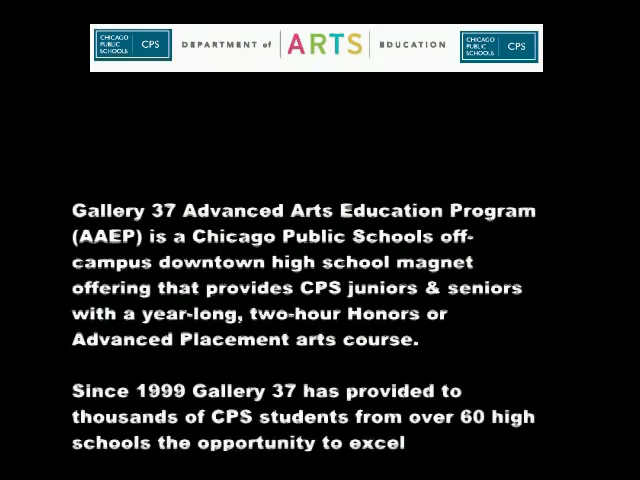 CHICAGO PUBLIC SCHOOLS CPS DEPARTMENT of ARTS EDUCATION CHICAGO PUBLIC SCHOOLS CPS
Gallery 37 Advanced Arts Education Program
(AAEP) is a Chicago Public Schools off-
campus downtown high school magnet
offering that provides CPS juniors & seniors
with a year-long, two-hour Honors or
Advanced Placement arts course.
Since 1999 Gallery 37 has provided to
thousands of CPS students from over 60 high
schools the opportunity to excel